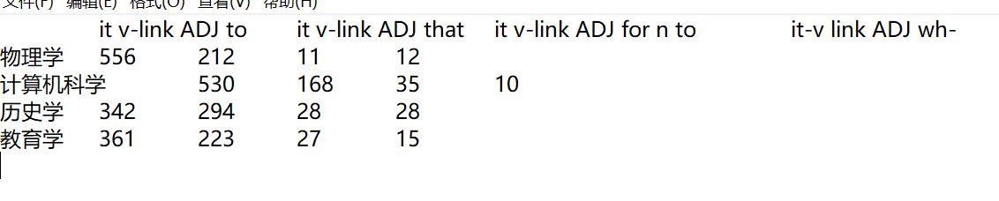 文件(F) 编辑(E) 格式(O) 查看(V) 帮助(H)
it v-link ADJ to it v-link ADJ that it v-link ADJ for n to it-v link ADJ wh-
物理学 556 212 11 12
计算机科学 530 168 35 10
历史学 342 294 28 28
教育学 361 223 27 15